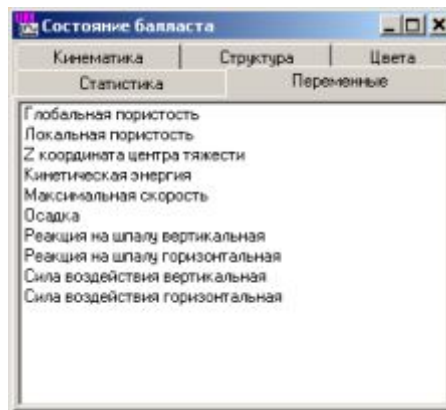 Состояние балласта
Кинематика Структура Цвета
Статистика Переменные
Глобальная пористость
Локальная пористость
Z координата центра тяжести
Кинетическая энергия
Максимальная скорость
Осадка
Реакция на шпалу вертикальная
Реакция на шпалу горизонтальная
Сила воздействия вертикальная
Сила воздействия горизонтальная